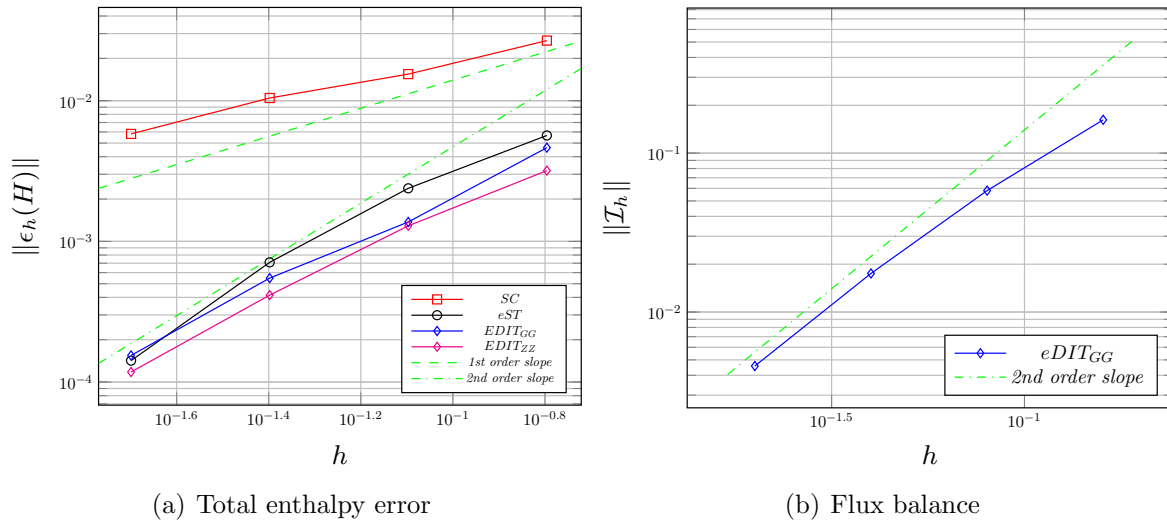 10⁻²
10⁻³
10⁻⁴
‖ϵₕ(H)‖
10⁻¹·⁶
10⁻¹·⁴
10⁻¹·²
10⁻¹
10⁻⁰·⁸
h
SC
eST
EDIT_GG
EDIT_ZZ
1st order slope
2nd order slope
(a) Total enthalpy error
10⁻¹
10⁻²
‖𝓘ₕ‖
10⁻¹·⁵
10⁻¹
h
eDIT_GG
2nd order slope
(b) Flux balance